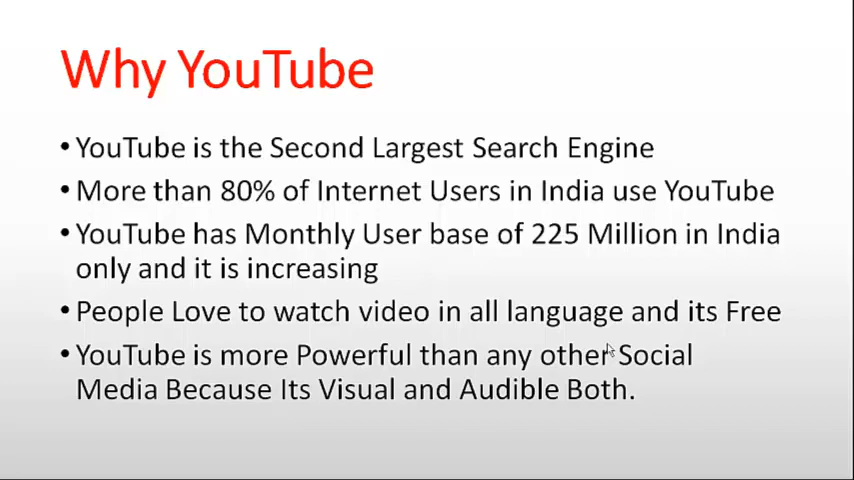 Why YouTube
• YouTube is the Second Largest Search Engine
• More than 80% of Internet Users in India use YouTube
• YouTube has Monthly User base of 225 Million in India
only and it is increasing
• People Love to watch video in all language and its Free
• YouTube is more Powerful than any other Social
Media Because Its Visual and Audible Both.